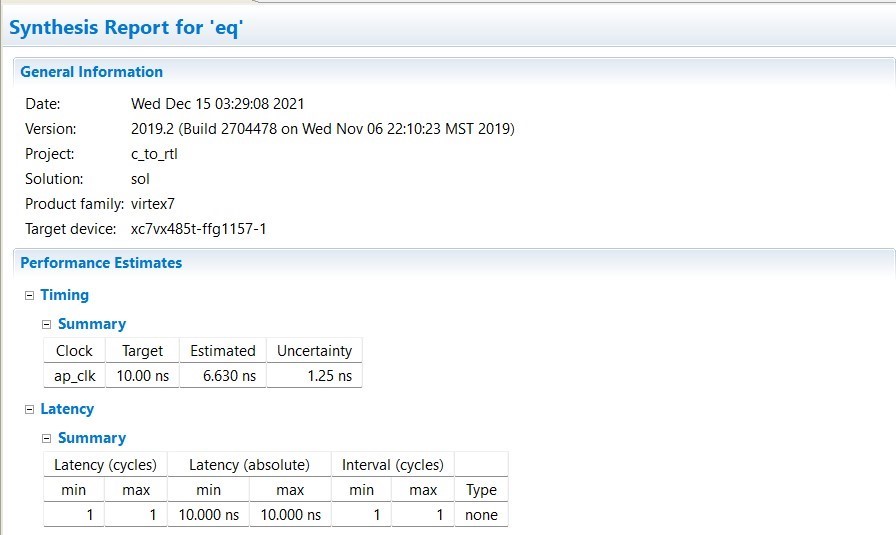 Synthesis Report for 'eq'
General Information
Date: Wed Dec 15 03:29:08 2021
Version: 2019.2 (Build 2704478 on Wed Nov 06 22:10:23 MST 2019)
Project: c_to_rtl
Solution: sol
Product family: virtex7
Target device: xc7vx485t-ffg1157-1
Performance Estimates
Timing
Summary
Clock Target Estimated Uncertainty
ap_clk 10.00 ns 6.630 ns 1.25 ns
Latency
Summary
Latency (cycles) Latency (absolute) Interval (cycles)
min max min max min max Type
1 1 10.000 ns 10.000 ns 1 1 none